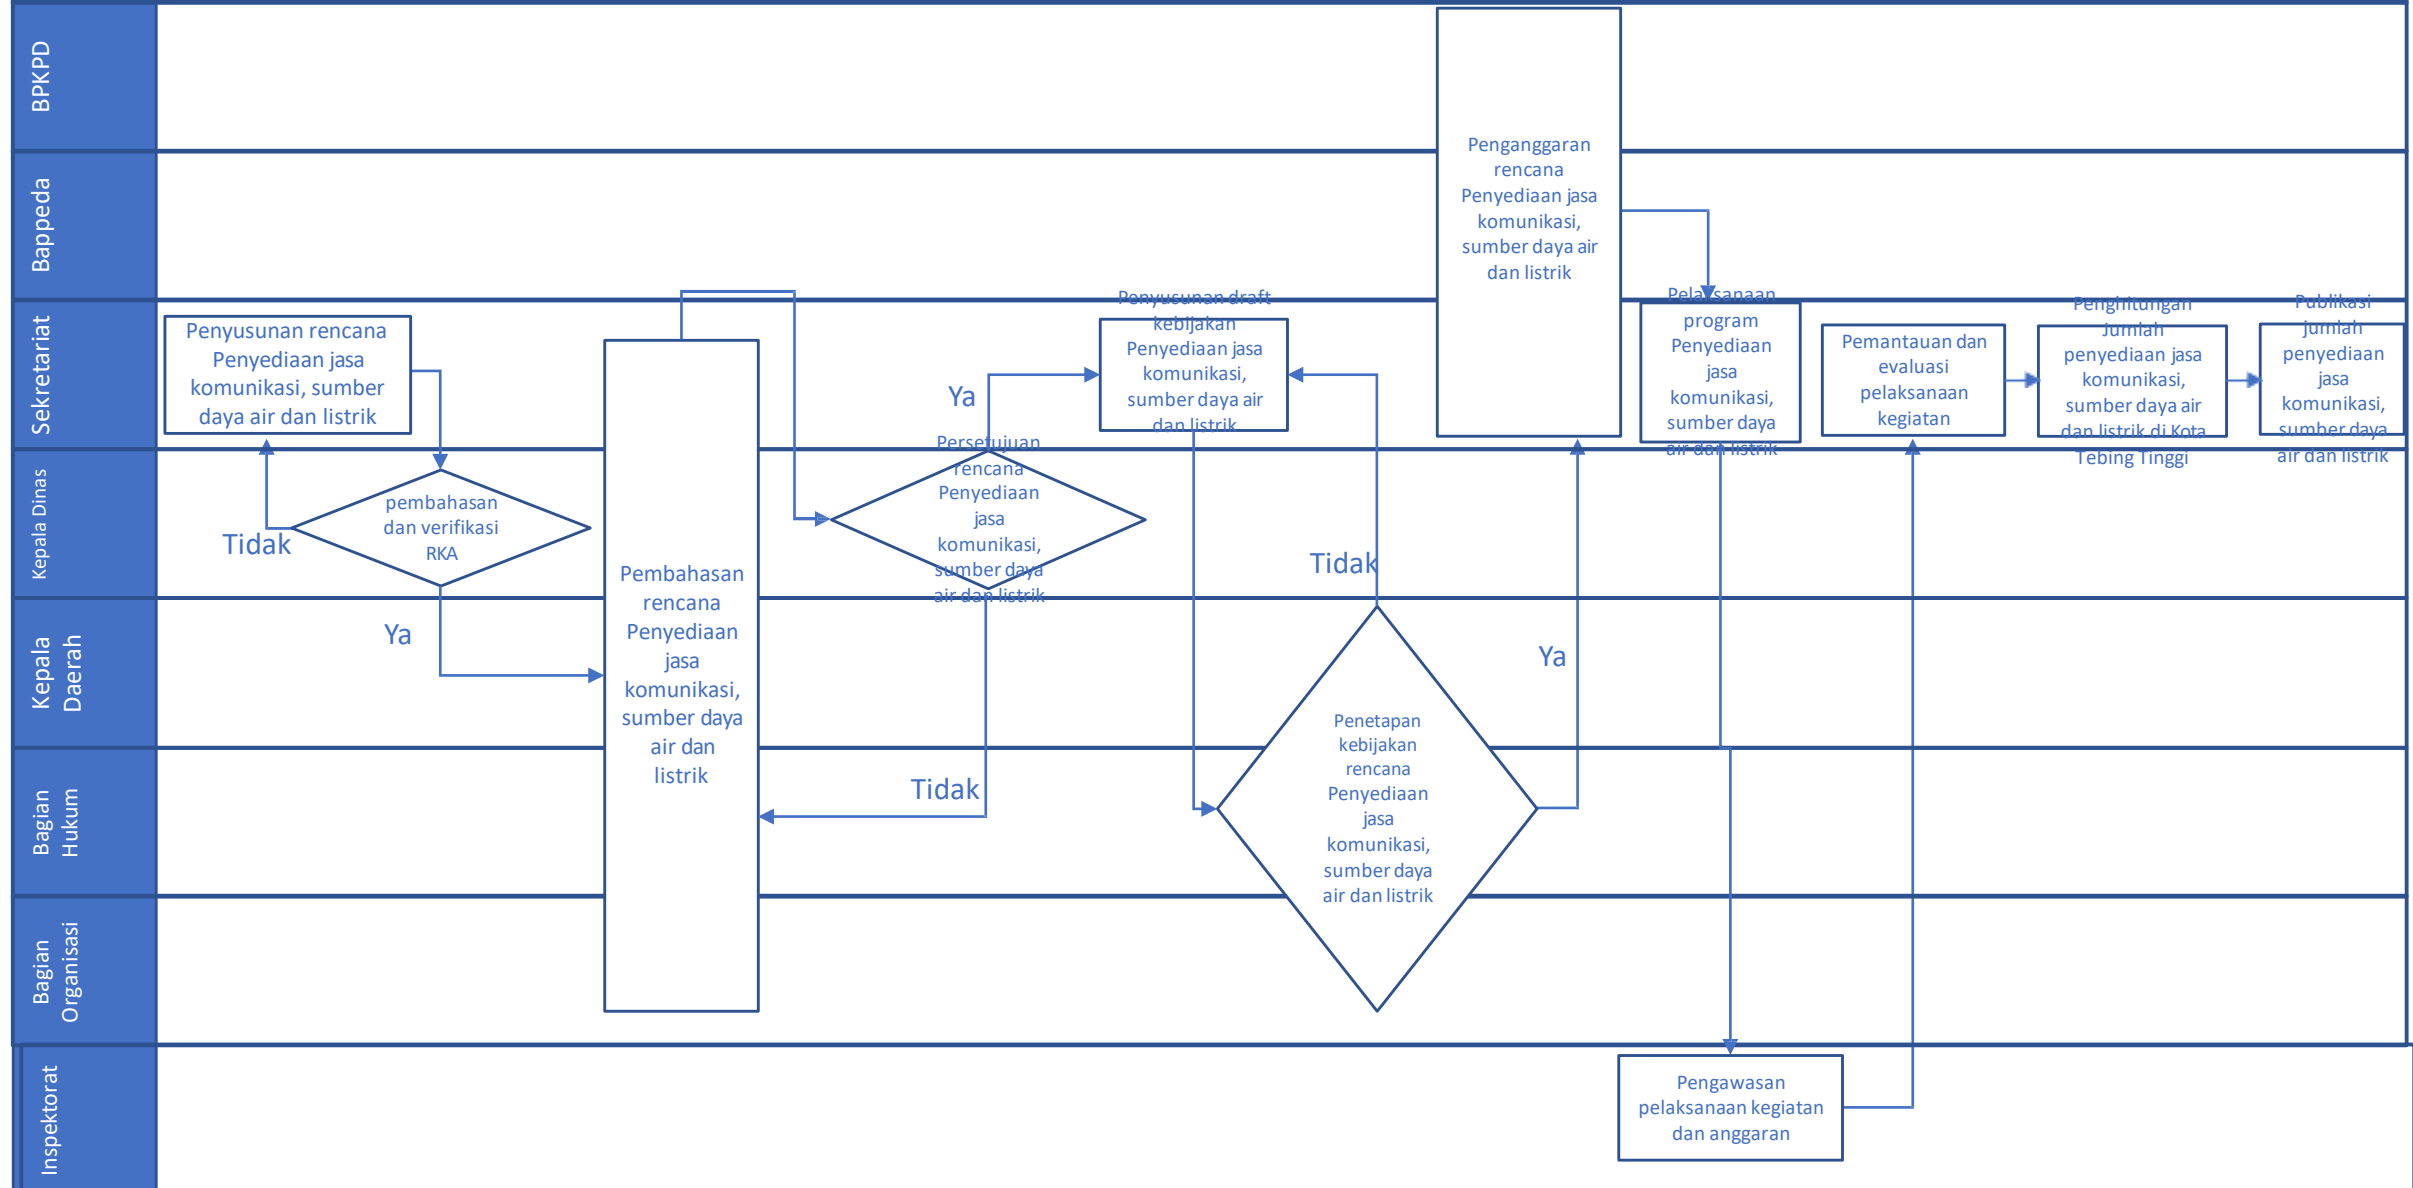 BPKPD
Bappeda
Sekretariat
Kepala Dinas
Kepala
Daerah
Bagian
Hukum
Bagian
Organisasi
Inspektorat
Penyusunan rencana
Penyediaan jasa
komunikasi, sumber
daya air dan listrik
Tidak
pembahasan
dan verifikasi
RKA
Ya
Pembahasan
rencana
Penyediaan
jasa
komunikasi,
sumber daya
air dan
listrik
Persetujuan
rencana
Penyediaan
jasa
komunikasi,
sumber daya
air dan listrik
Ya
Tidak
Penyusunan draft
kebijakan
Penyediaan jasa
komunikasi,
sumber daya air
dan listrik
Tidak
Penetapan
kebijakan
rencana
Penyediaan
jasa
komunikasi,
sumber daya
air dan listrik
Ya
Penganggaran
rencana
Penyediaan jasa
komunikasi,
sumber daya air
dan listrik
Pelaksanaan
program
Penyediaan
jasa
komunikasi,
sumber daya
air dan listrik
Pengawasan
pelaksanaan kegiatan
dan anggaran
Pemantauan dan
evaluasi
pelaksanaan
kegiatan
Penghitungan
Jumlah
penyediaan jasa
komunikasi,
sumber daya air
dan listrik di Kota
Tebing Tinggi
Publikasi
jumlah
penyediaan
jasa
komunikasi,
sumber daya
air dan listrik